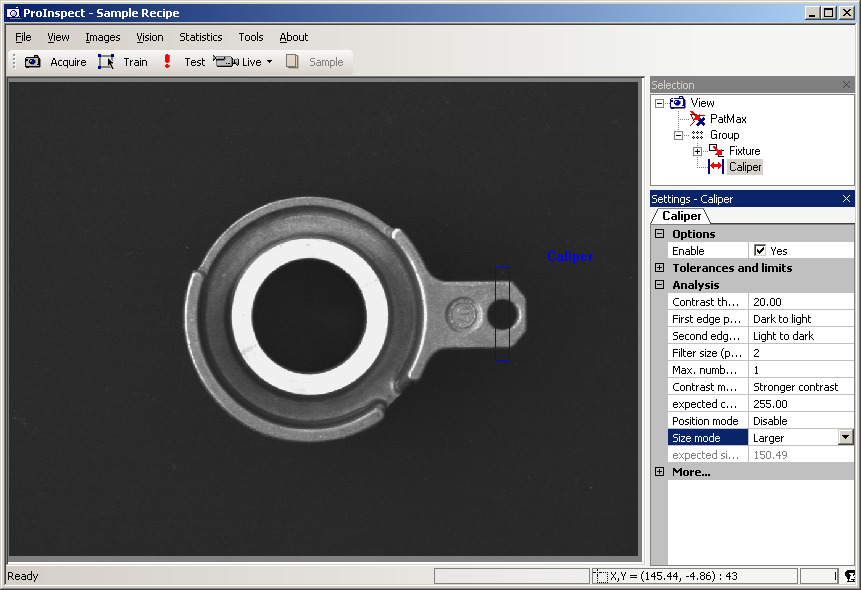 ProInspect - Sample Recipe
File View Images Vision Statistics Tools About
Acquire Train Test Live Sample
Selection
View
PatMax
Group
Fixture
Caliper
Caliper
Settings - Caliper
Caliper
Options
Enable Yes
Tolerances and limits
Analysis
Contrast th... 20.00
First edge p... Dark to light
Second edg... Light to dark
Filter size (p... 2
Max. numb... 1
Contrast m... Stronger contrast
expected c... 255.00
Position mode Disable
Size mode Larger
expected si... 150.49
More...
Ready X,Y = (145.44, -4.86) : 43